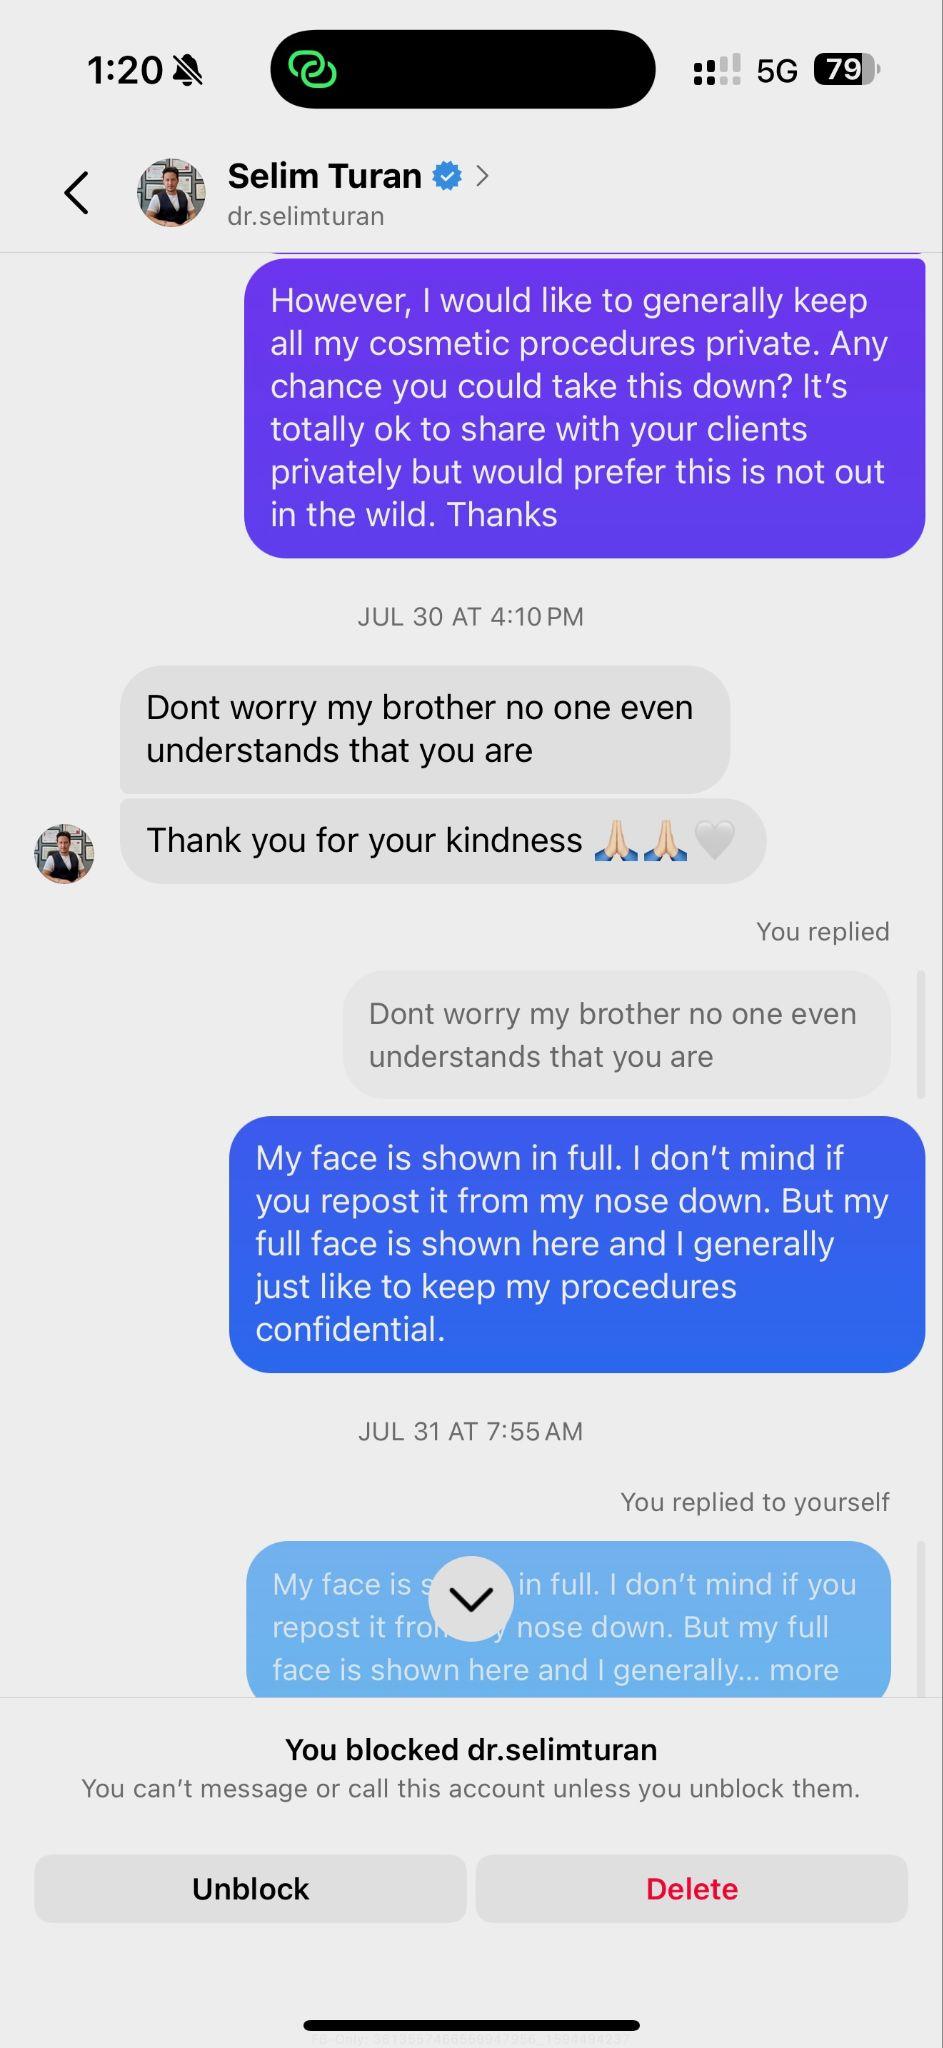 1:20
5G
79
Selim Turan
dr.selimturan
However, I would like to generally keep
all my cosmetic procedures private. Any
chance you could take this down? It's
totally ok to share with your clients
privately but would prefer this is not out
in the wild. Thanks
JUL 30 AT 4:10 PM
Dont worry my brother no one even
understands that you are
Thank you for your kindness 🙏🏻🙏🏻🤍
You replied
Dont worry my brother no one even
understands that you are
My face is shown in full. I don't mind if
you repost it from my nose down. But my
full face is shown here and I generally
just like to keep my procedures
confidential.
JUL 31 AT 7:55 AM
You replied to yourself
My face is in full. I don't mind if you
repost it nose down. But my full
face is shown here and I generally... more
You blocked dr.selimturan
You can't message or call this account unless you unblock them.
Unblock
Delete